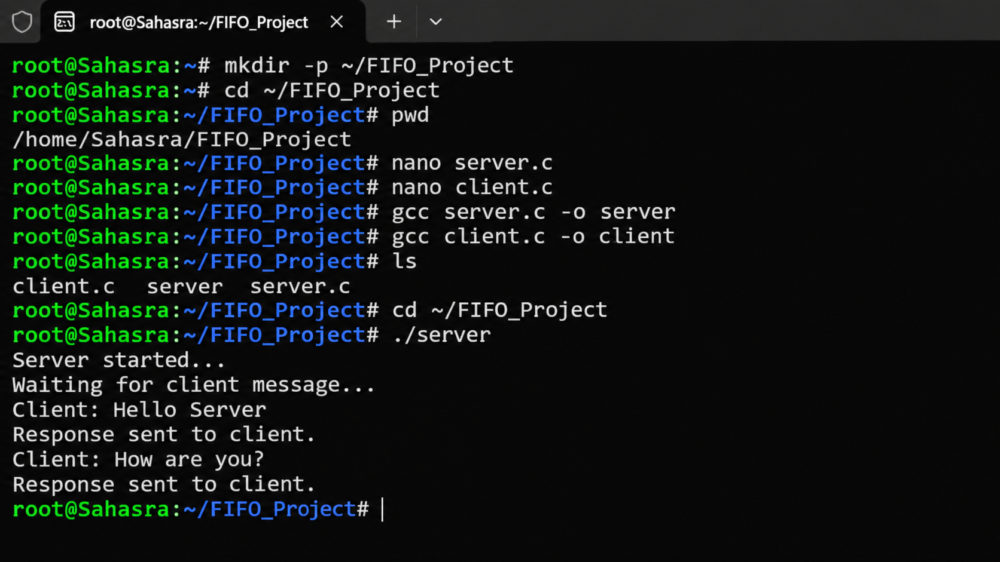 root@Sahasra:~/FIFO_Project
root@Sahasra:~# mkdir -p ~/FIFO_Project
root@Sahasra:~# cd ~/FIFO_Project
root@Sahasra:~/FIFO_Project# pwd
/home/Sahasra/FIFO_Project
root@Sahasra:~/FIFO_Project# nano server.c
root@Sahasra:~/FIFO_Project# nano client.c
root@Sahasra:~/FIFO_Project# gcc server.c -o server
root@Sahasra:~/FIFO_Project# gcc client.c -o client
root@Sahasra:~/FIFO_Project# ls
client.c  server  server.c
root@Sahasra:~/FIFO_Project# cd ~/FIFO_Project
root@Sahasra:~/FIFO_Project# ./server
Server started...
Waiting for client message...
Client: Hello Server
Response sent to client.
Client: How are you?
Response sent to client.
root@Sahasra:~/FIFO_Project#